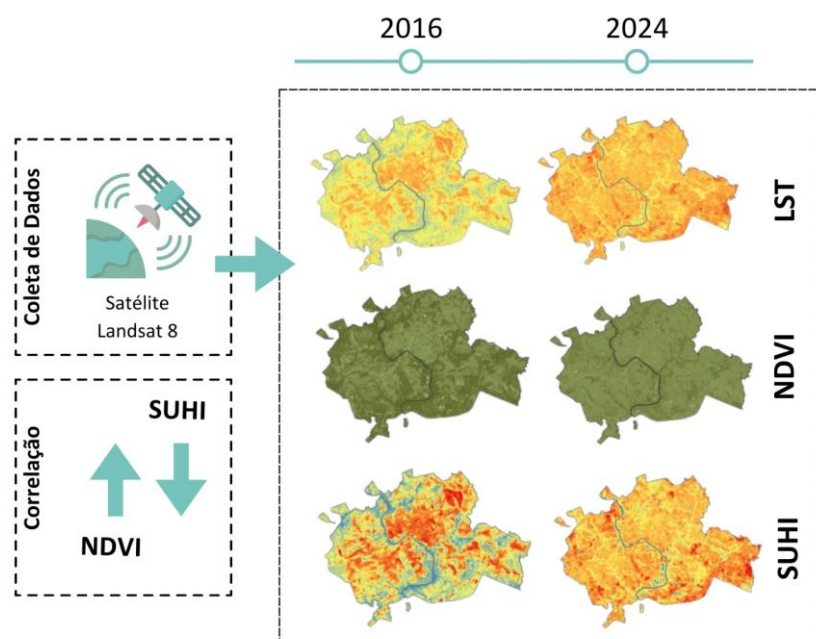 2016
2024
Coleta de Dados
Satélite
Landsat 8
LST
NDVI
Correlação
SUHI
NDVI
SUHI